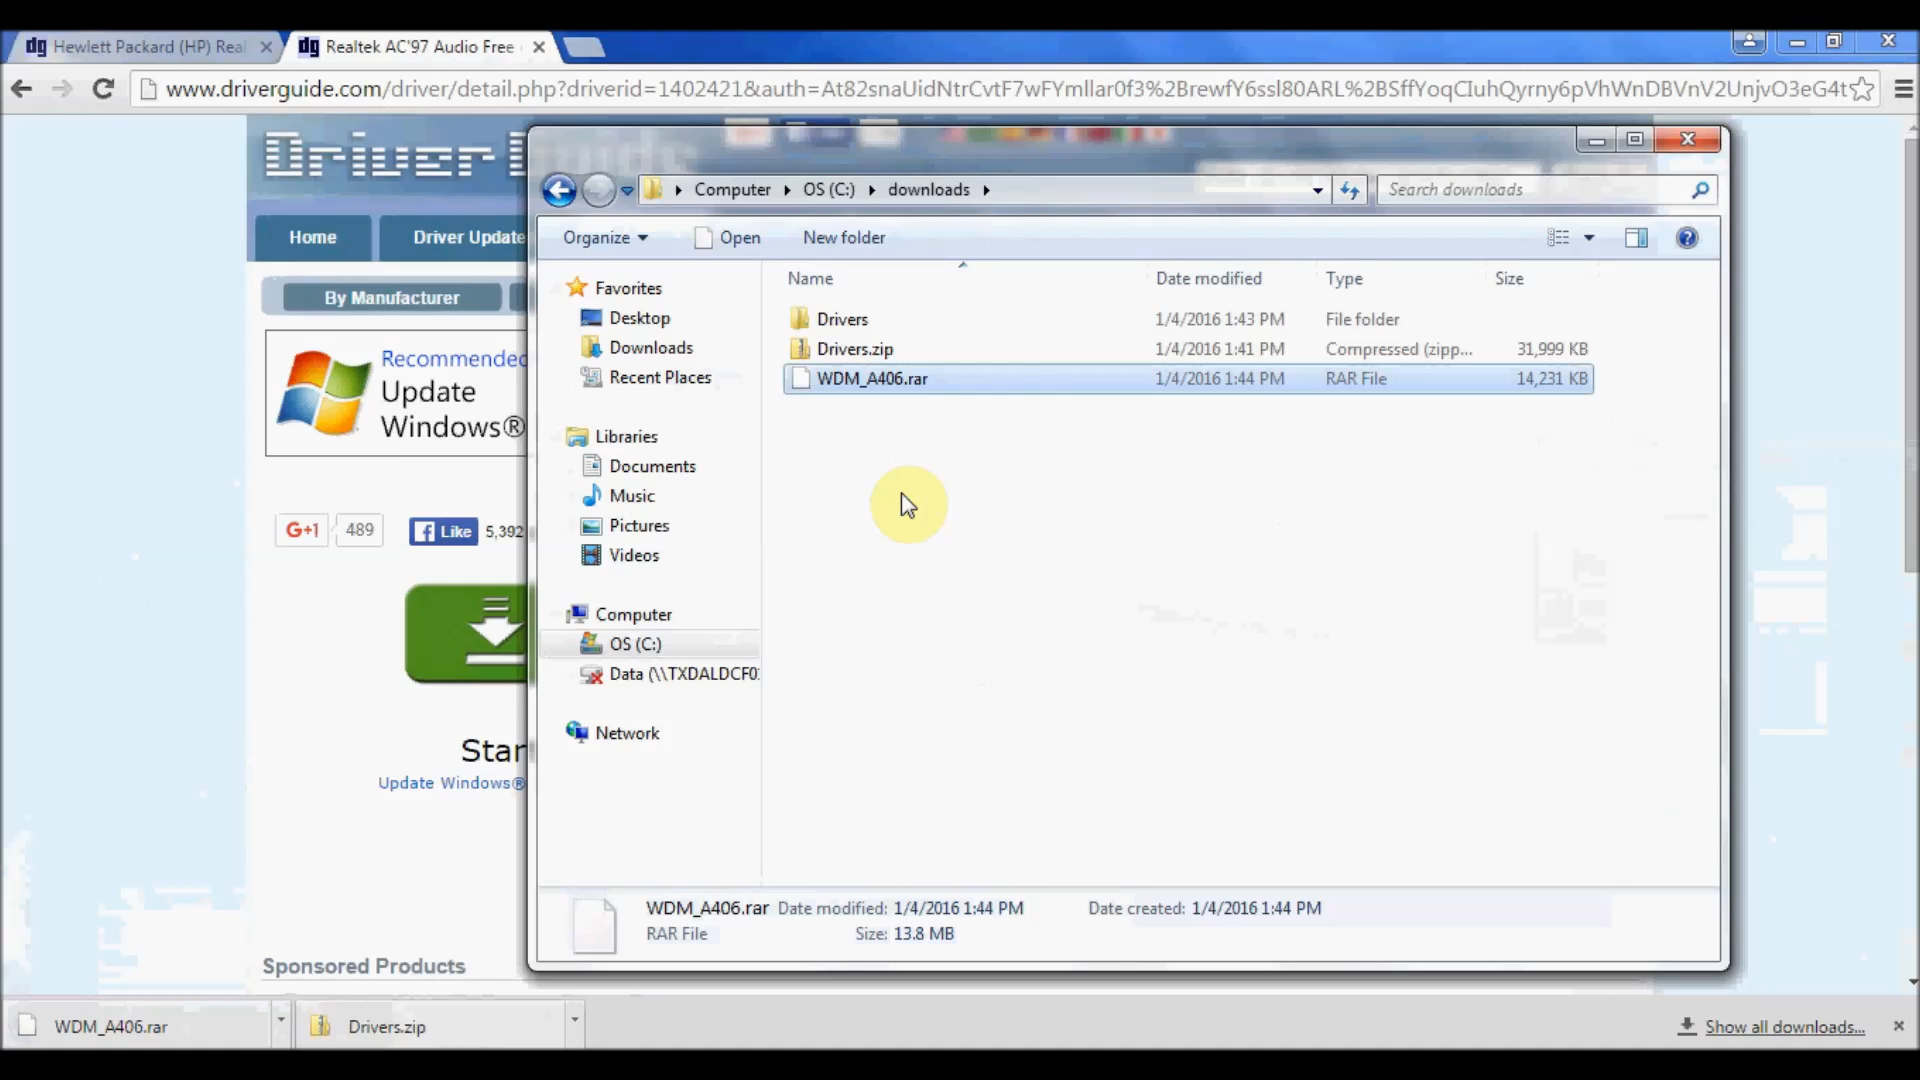 Hewlett Packard (HP) Real
Realtek AC'97 Audio Free
www.driverguide.com/driver/detail.php?driverid=1402421&auth=At82snaUidNtrCvtF7wFYmllar0f3%2BrewfY6ssl80ARL%2BSffYoqCIuhQyrny6pVhWnDBVnV2UnjvO3eG4t
Driver Guide
Home
Driver Update
By Manufacturer
Recommended
Update
Windows®
G+1
489
Like
5,392
Star
Update Windows®
Sponsored Products
Computer
OS (C:)
downloads
Search downloads
Organize
Open
New folder
Name
Date modified
Type
Size
Drivers
1/4/2016 1:43 PM
File folder
Drivers.zip
1/4/2016 1:41 PM
Compressed (zipp...
31,999 KB
WDM_A406.rar
1/4/2016 1:44 PM
RAR File
14,231 KB
Favorites
Desktop
Downloads
Recent Places
Libraries
Documents
Music
Pictures
Videos
Computer
OS (C:)
Data (\\TXDALDCF0
Network
WDM_A406.rar
Date modified: 1/4/2016 1:44 PM
Date created: 1/4/2016 1:44 PM
RAR File
Size: 13.8 MB
WDM_A406.rar
Drivers.zip
Show all downloads...